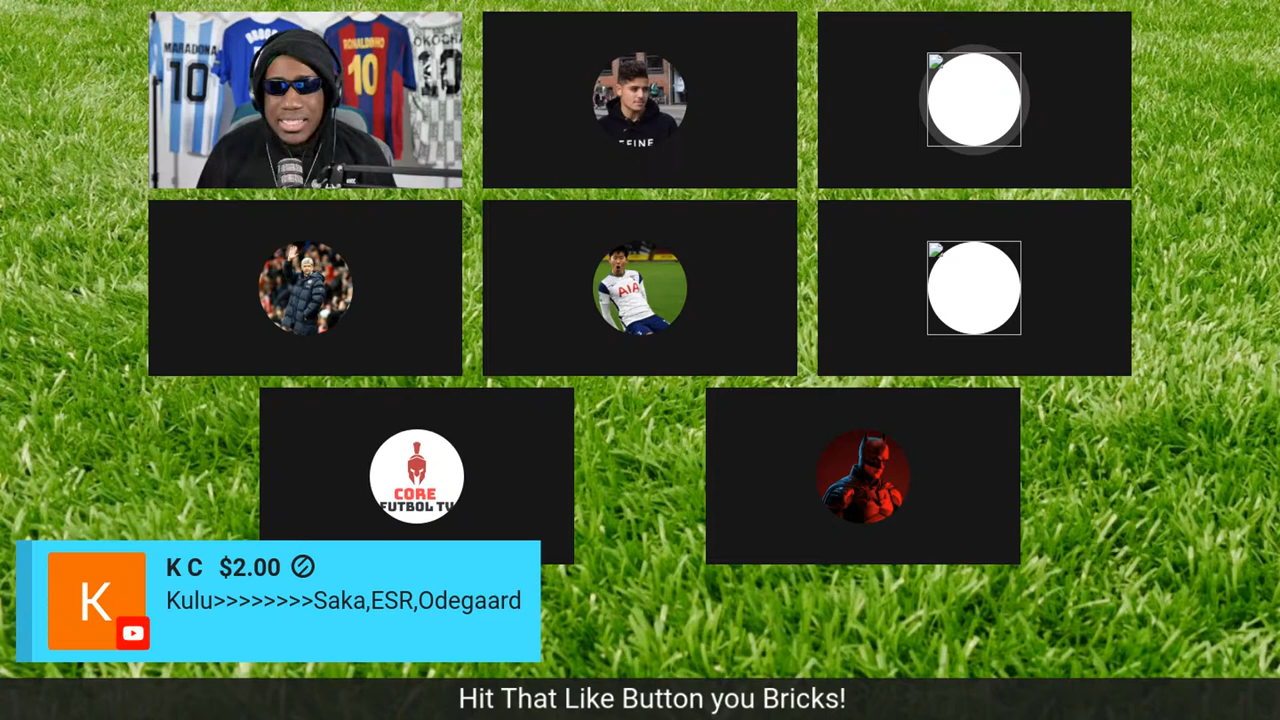 MARADONA
10
RONALDINHO
10
OKOCHA
10
AIA
CORE
FUTBOL TV
K
K C $2.00
Kulu>>>>>>>>Saka,ESR,Odegaard
Hit That Like Button you Bricks!